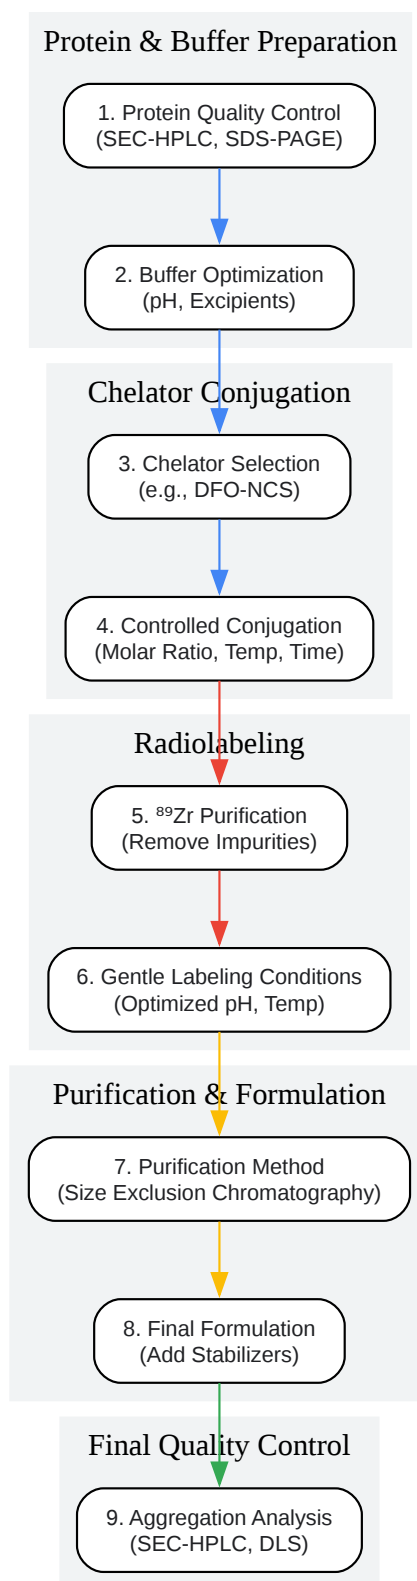 Protein & Buffer Preparation
1. Protein Quality Control
(SEC-HPLC, SDS-PAGE)
2. Buffer Optimization
(pH, Excipients)
Chelator Conjugation
3. Chelator Selection
(e.g., DFO-NCS)
4. Controlled Conjugation
(Molar Ratio, Temp, Time)
Radiolabeling
5. ⁸⁹Zr Purification
(Remove Impurities)
6. Gentle Labeling Conditions
(Optimized pH, Temp)
Purification & Formulation
7. Purification Method
(Size Exclusion Chromatography)
8. Final Formulation
(Add Stabilizers)
Final Quality Control
9. Aggregation Analysis
(SEC-HPLC, DLS)